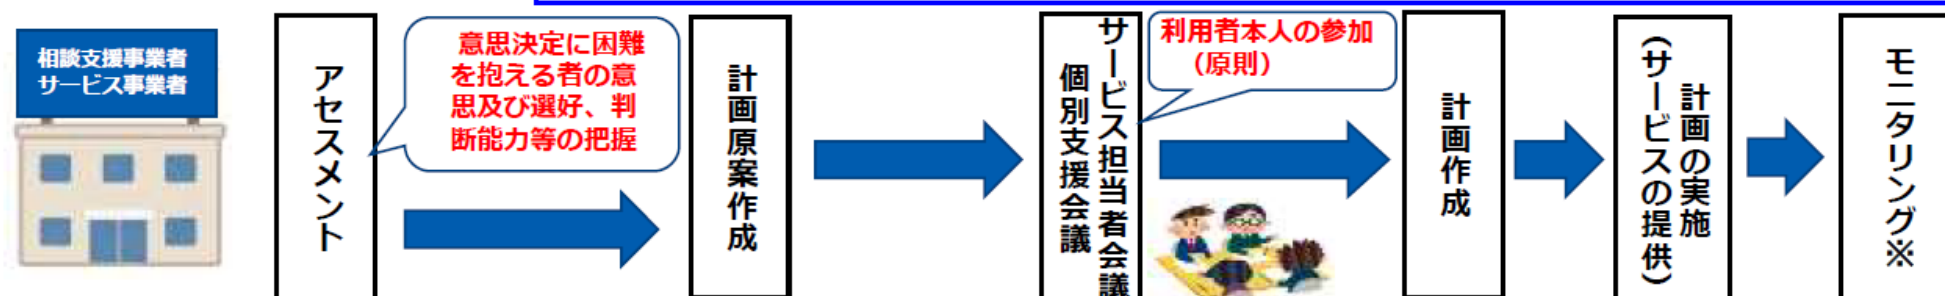 相談支援事業者
サービス事業者
アセスメント
意思決定に困難
を抱える者の意
思及び選好、判
断能力等の把握
計画原案作成
サービス担当者会議
個別支援会議
利用者本人の参加
（原則）
計画作成
計画の実施
（サービスの提供）
モニタリング※